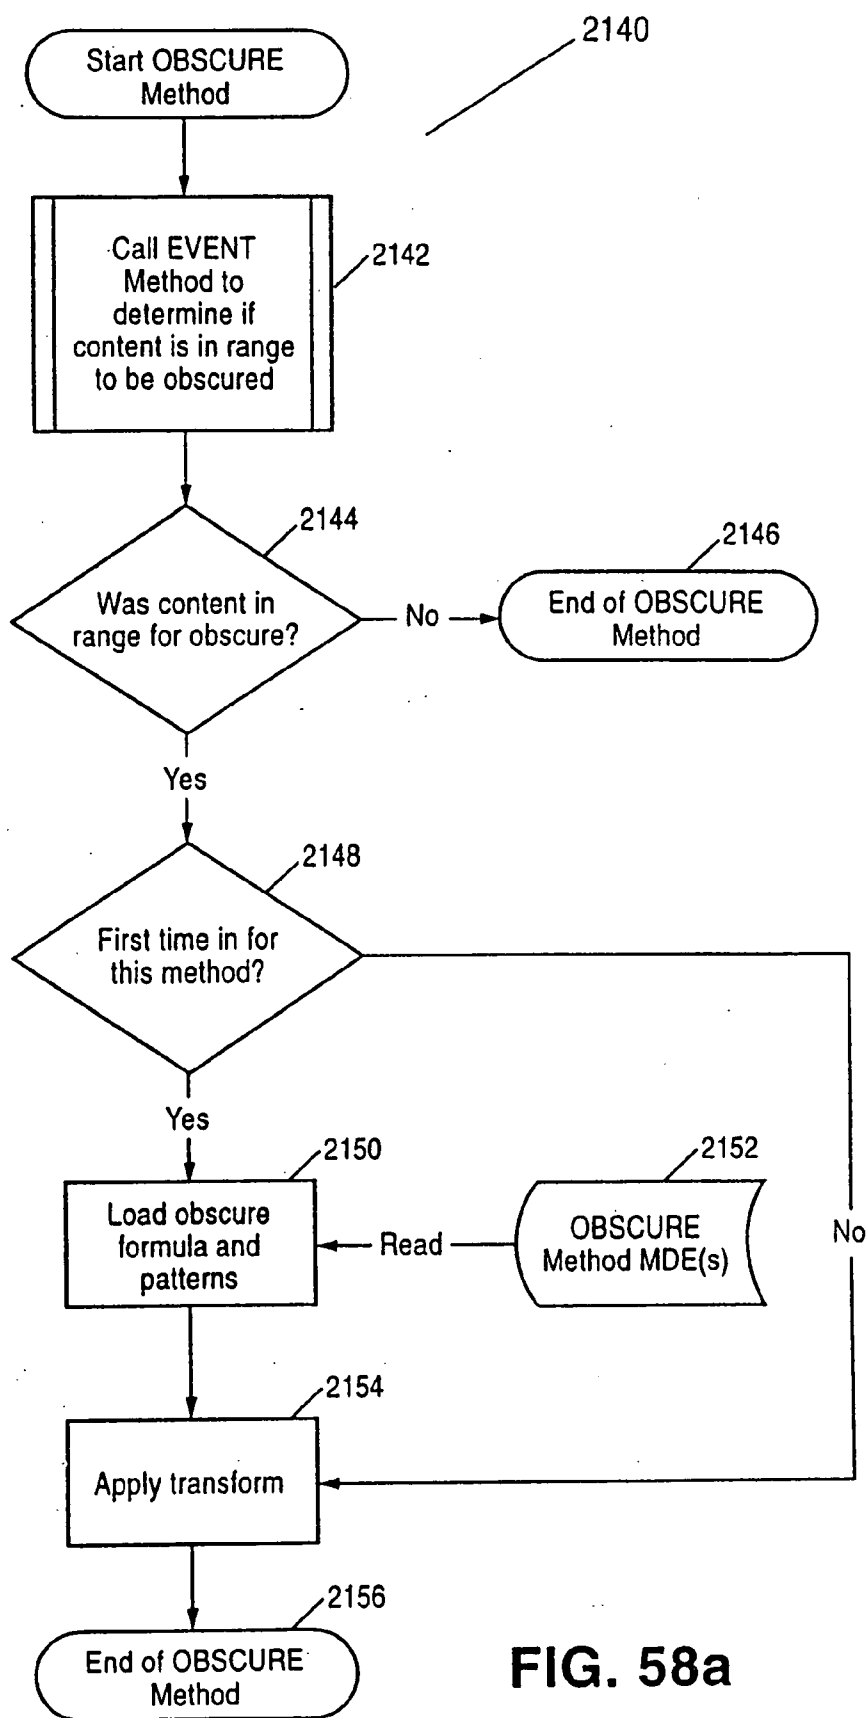 2140
Start OBSCURE
Method
Call EVENT
Method to
determine if
content is in range
to be obscured
2142
2144
Was content in
range for obscure?
No
2146
End of OBSCURE
Method
Yes
2148
First time in for
this method?
Yes
2150
Load obscure
formula and
patterns
Read
2152
OBSCURE
Method MDE(s)
No
2154
Apply transform
2156
End of OBSCURE
Method
FIG. 58a